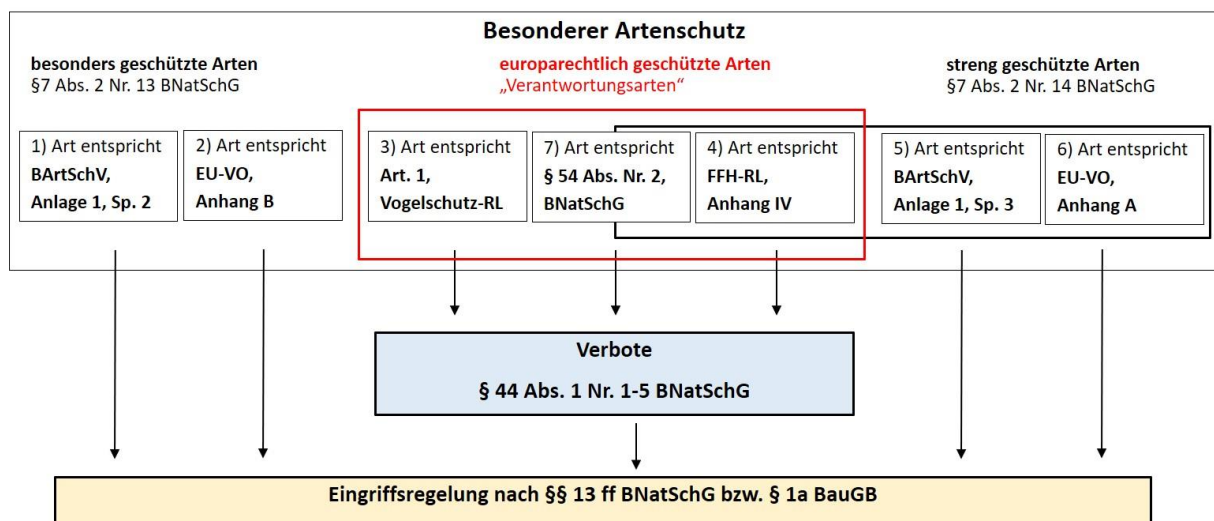 Besonderer Artenschutz
besonders geschützte Arten
§7 Abs. 2 Nr. 13 BNatSchG
europarechtlich geschützte Arten
„Verantwortungsarten“
streng geschützte Arten
§7 Abs. 2 Nr. 14 BNatSchG
1) Art entspricht
BArtSchV,
Anlage 1, Sp. 2
2) Art entspricht
EU-VO,
Anhang B
3) Art entspricht
Art. 1,
Vogelschutz-RL
7) Art entspricht
§ 54 Abs. Nr. 2,
BNatSchG
4) Art entspricht
FFH-RL,
Anhang IV
5) Art entspricht
BArtSchV,
Anlage 1, Sp. 3
6) Art entspricht
EU-VO,
Anhang A
Verbote
§ 44 Abs. 1 Nr. 1-5 BNatSchG
Eingriffsregelung nach §§ 13 ff BNatSchG bzw. § 1a BauGB